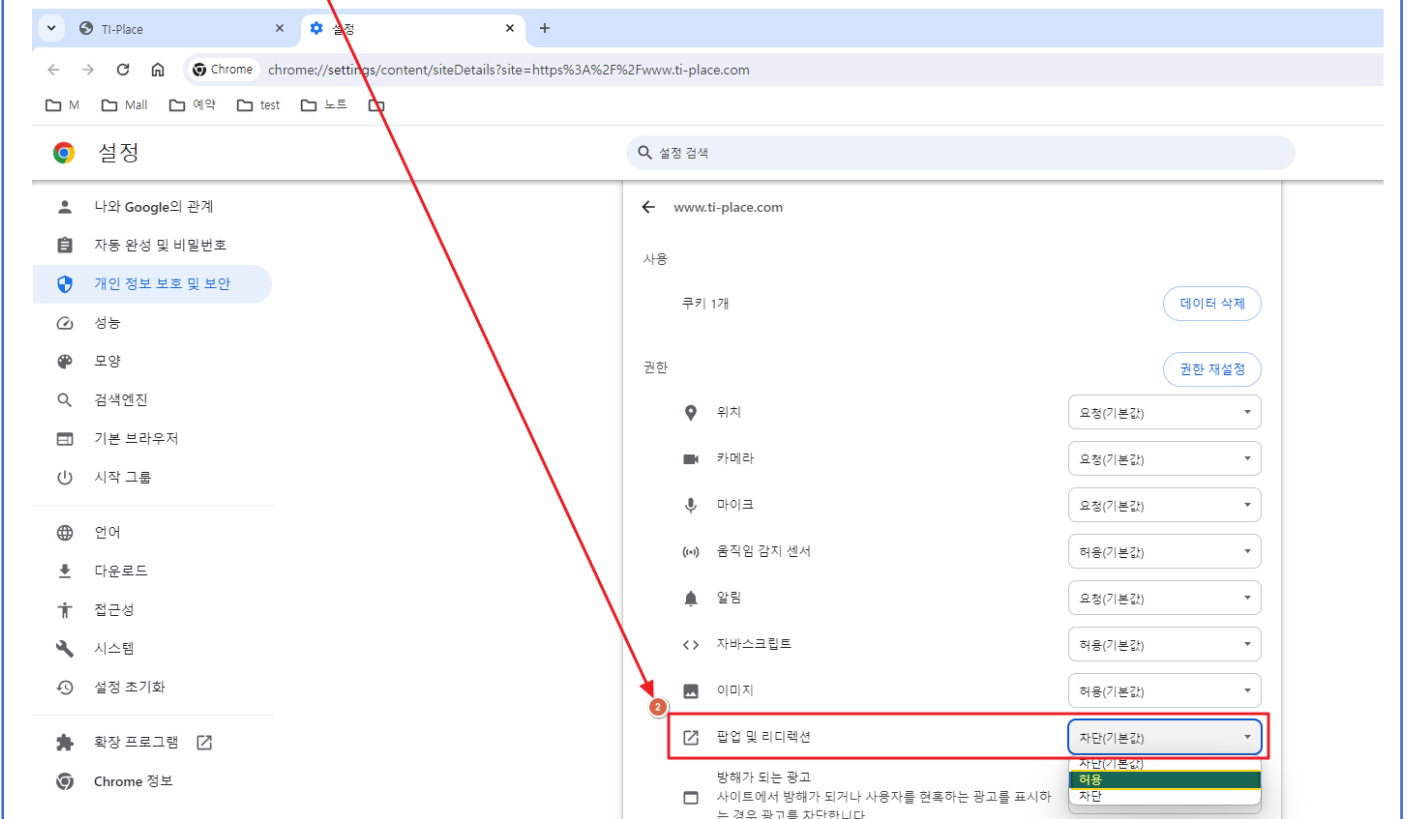 TI-Place
설정
Chrome chrome://settings/content/siteDetails?site=https%3A%2F%2Fwww.ti-place.com
M Mall 예약 test 노트
설정
설정 검색
나와 Google의 관계
자동 완성 및 비밀번호
개인 정보 보호 및 보안
성능
모양
검색엔진
기본 브라우저
시작 그룹
언어
다운로드
접근성
시스템
설정 초기화
확장 프로그램
Chrome 정보
www.ti-place.com
사용
쿠키 1개 데이터 삭제
권한 권한 재설정
위치 요청(기본값)
카메라 요청(기본값)
마이크 요청(기본값)
움직임 감지 센서 허용(기본값)
알림 요청(기본값)
자바스크립트 허용(기본값)
이미지 허용(기본값)
2
팝업 및 리디렉션 차단(기본값)
차단(기본값)
허용
차단
방해가 되는 광고
사이트에서 방해가 되거나 사용자를 현혹하는 광고를 표시하
는 경우 광고를 차단합니다